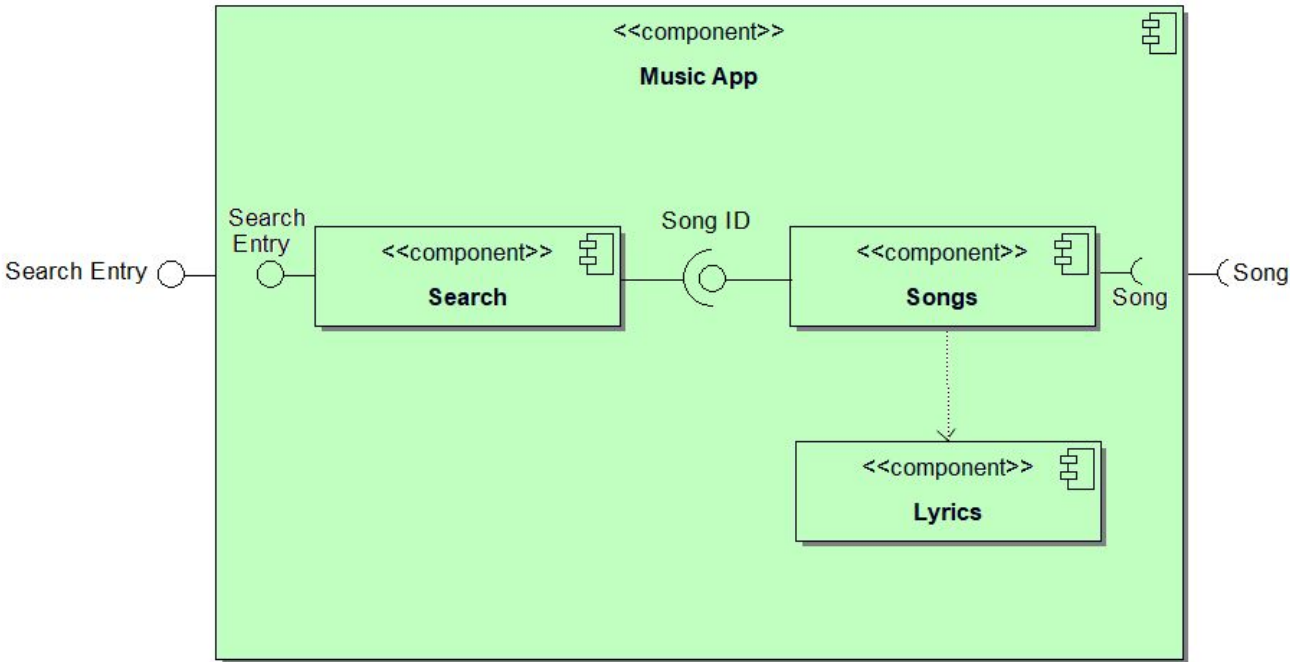 <<component>>
Music App
Search Entry
Search
Entry
<<component>>
Search
Song ID
<<component>>
Songs
Song
Song
<<component>>
Lyrics